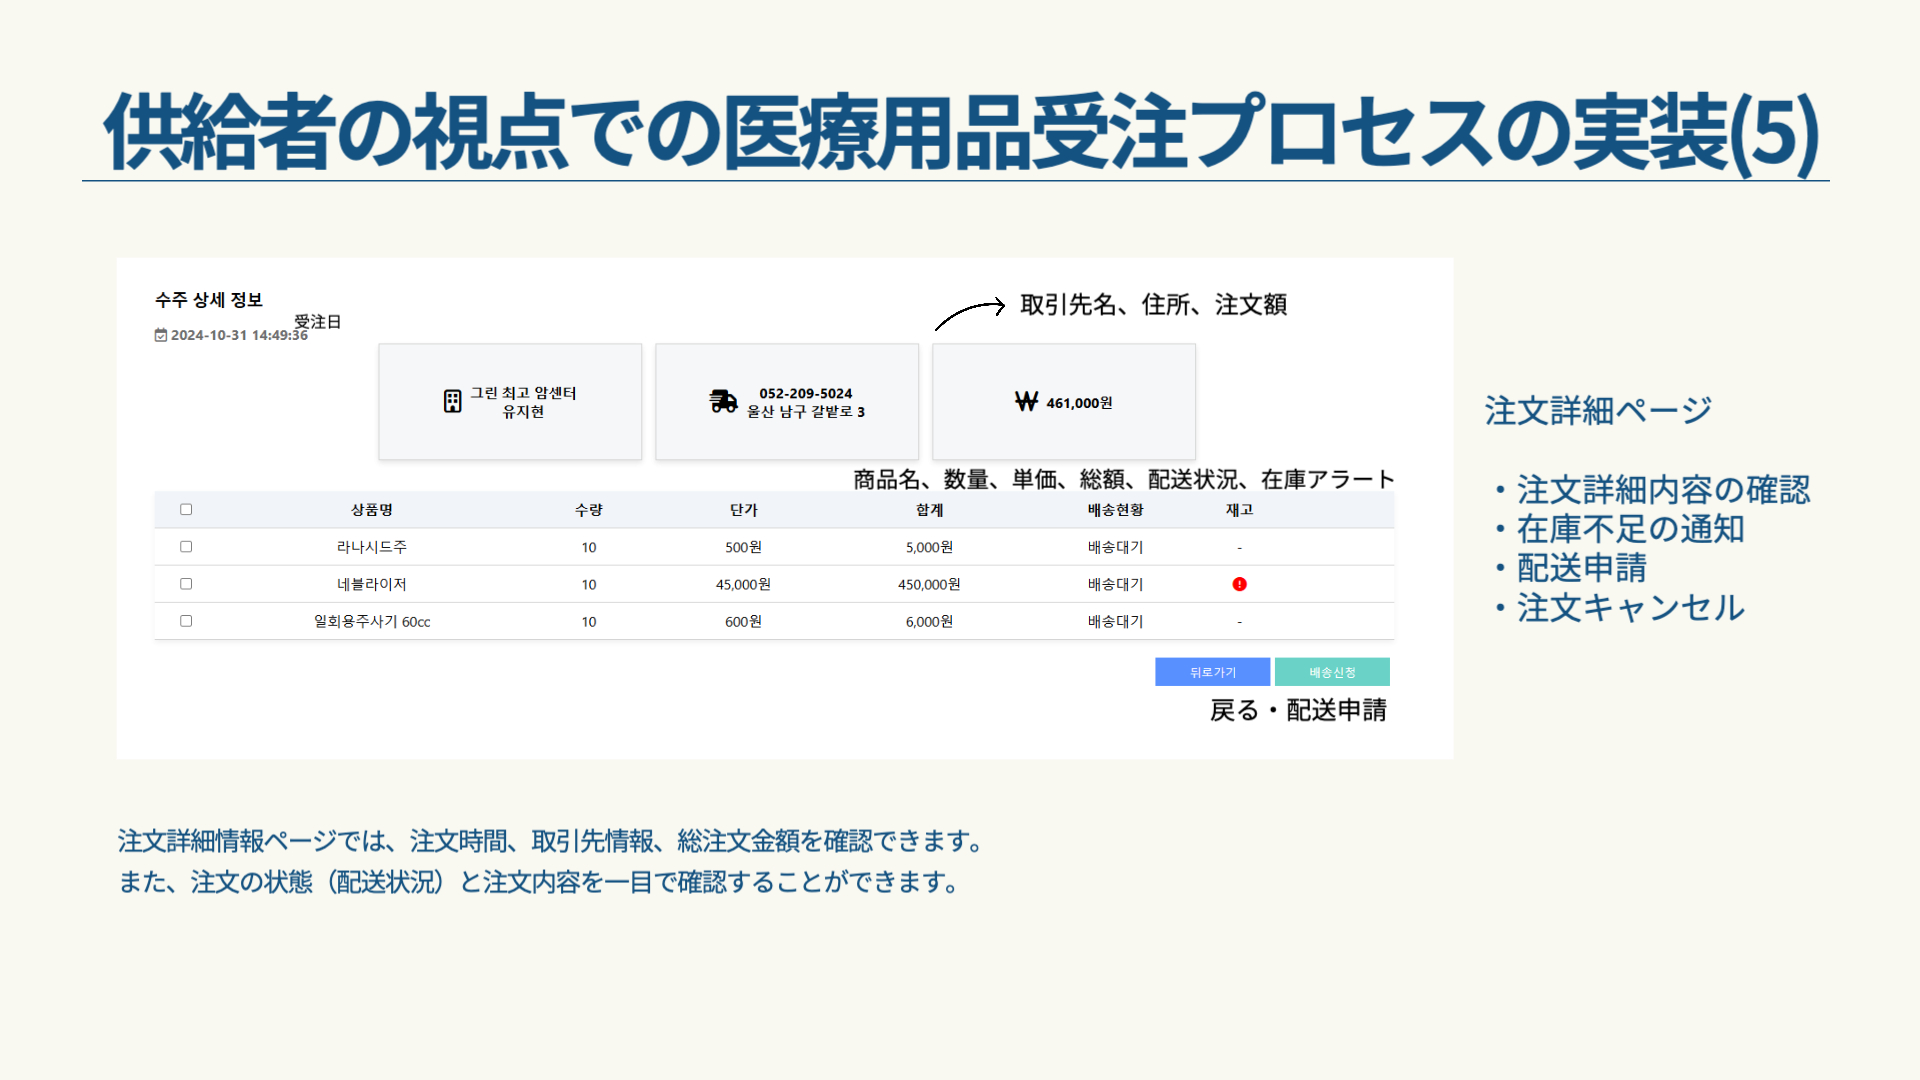 供給者の視点での医療用品受注プロセスの実装(5)
수주 상세 정보
受注日
2024-10-31 14:49:36
取引先名、住所、注文額
그린 최고 암센터
유지현
052-209-5024
울산 남구 갈밭로 3
461,000원
商品名、数量、単価、総額、配送状況、在庫アラート
상품명 수량 단가 합계 배송현황 재고
라나시드주 10 500원 5,000원 배송대기 -
네블라이저 10 45,000원 450,000원 배송대기
일회용주사기 60cc 10 600원 6,000원 배송대기 -
뒤로가기 배송신청
戻る・配送申請
注文詳細ページ
・注文詳細内容の確認
・在庫不足の通知
・配送申請
・注文キャンセル
注文詳細情報ページでは、注文時間、取引先情報、総注文金額を確認できます。
また、注文の状態（配送状況）と注文内容を一目で確認することができます。